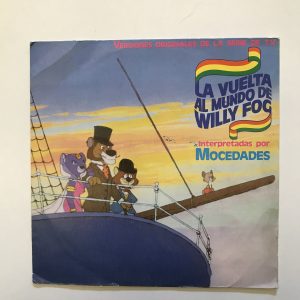 VERSIONES ORIGINALES DE LA SERIE DE TV
LA VUELTA
AL MUNDO DE
WILLY FOG
Interpretadas por
MOCEDADES